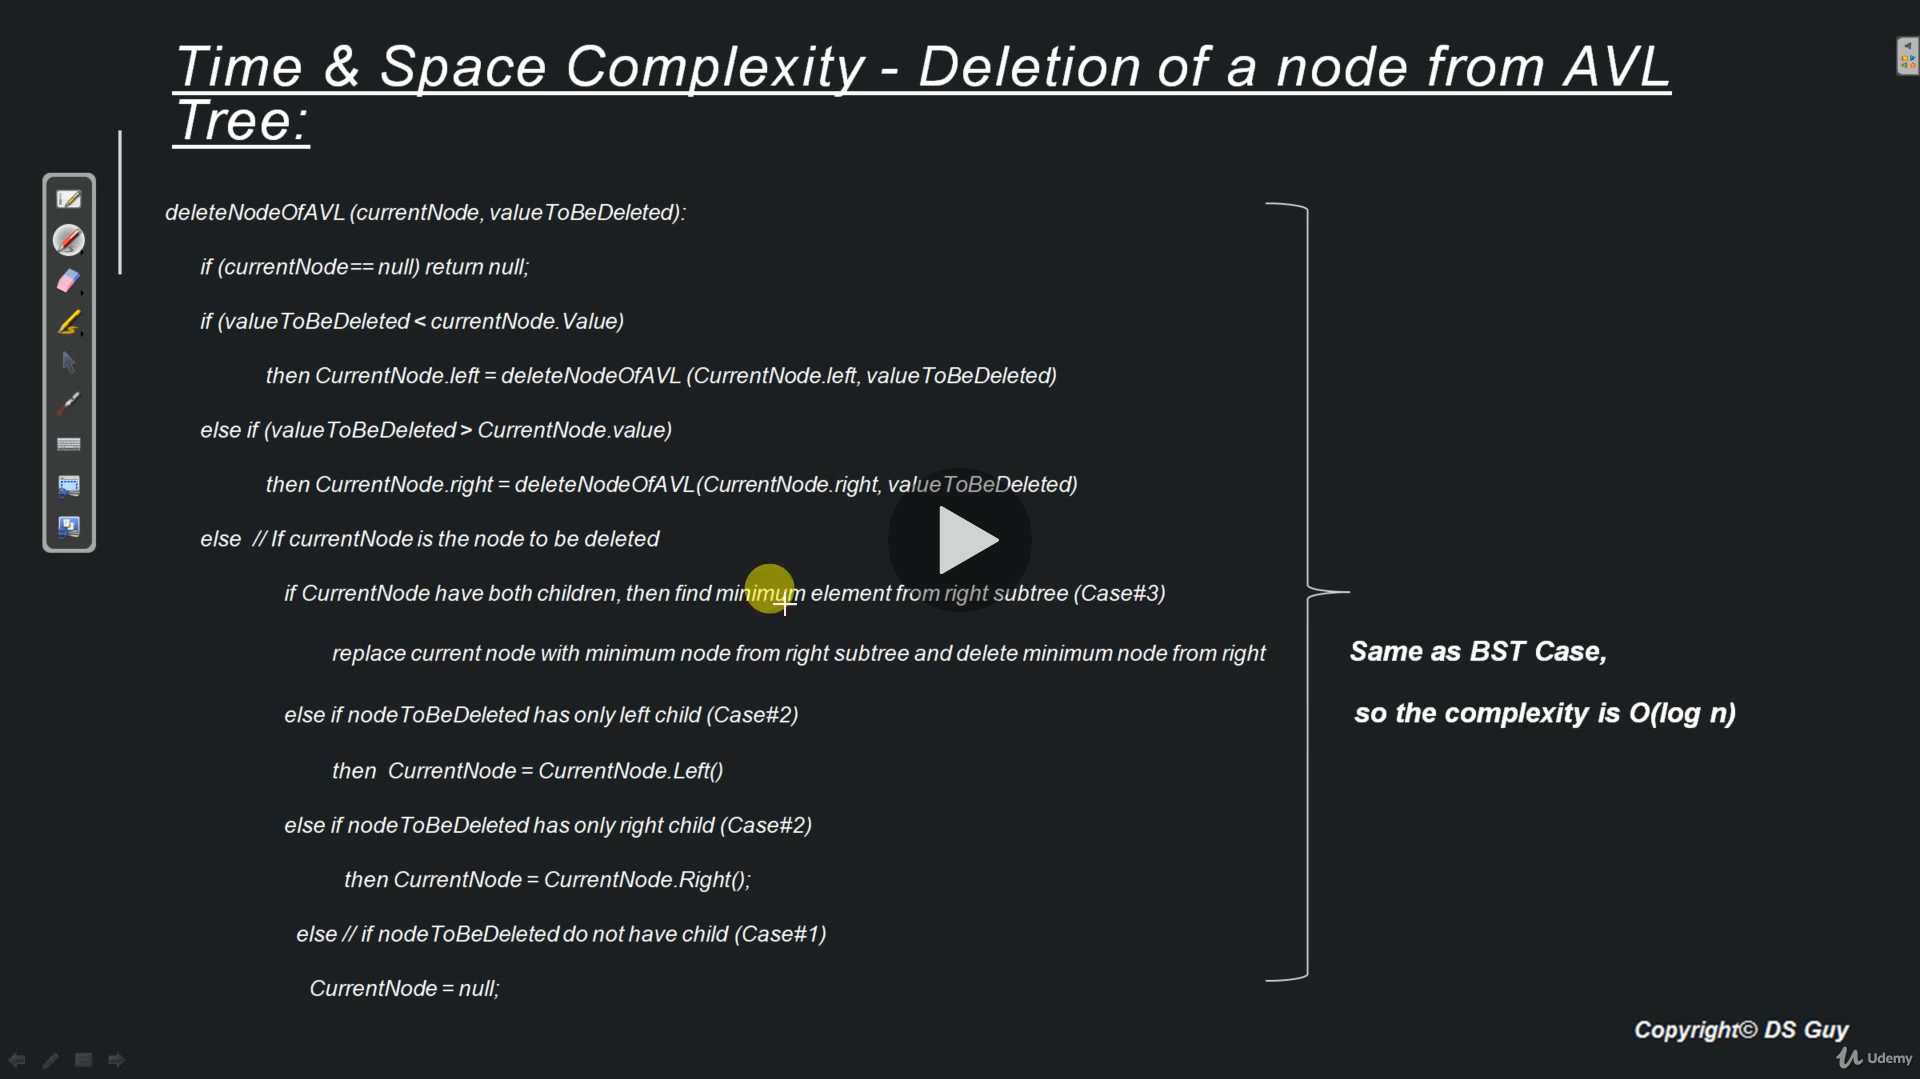 Time & Space Complexity - Deletion of a node from AVL
Tree:
deleteNodeOfAVL (currentNode, valueToBeDeleted):
if (currentNode== null) return null;
if (valueToBeDeleted < currentNode.Value)
then CurrentNode.left = deleteNodeOfAVL (CurrentNode.left, valueToBeDeleted)
else if (valueToBeDeleted > CurrentNode.value)
then CurrentNode.right = deleteNodeOfAVL(CurrentNode.right, valueToBeDeleted)
else // If currentNode is the node to be deleted
if CurrentNode have both children, then find minimum element from right subtree (Case#3)
replace current node with minimum node from right subtree and delete minimum node from right
else if nodeToBeDeleted has only left child (Case#2)
then CurrentNode = CurrentNode.Left()
else if nodeToBeDeleted has only right child (Case#2)
then CurrentNode = CurrentNode.Right();
else // if nodeToBeDeleted do not have child (Case#1)
CurrentNode = null;
Same as BST Case,
so the complexity is O(log n)
Copyright© DS Guy
Udemy